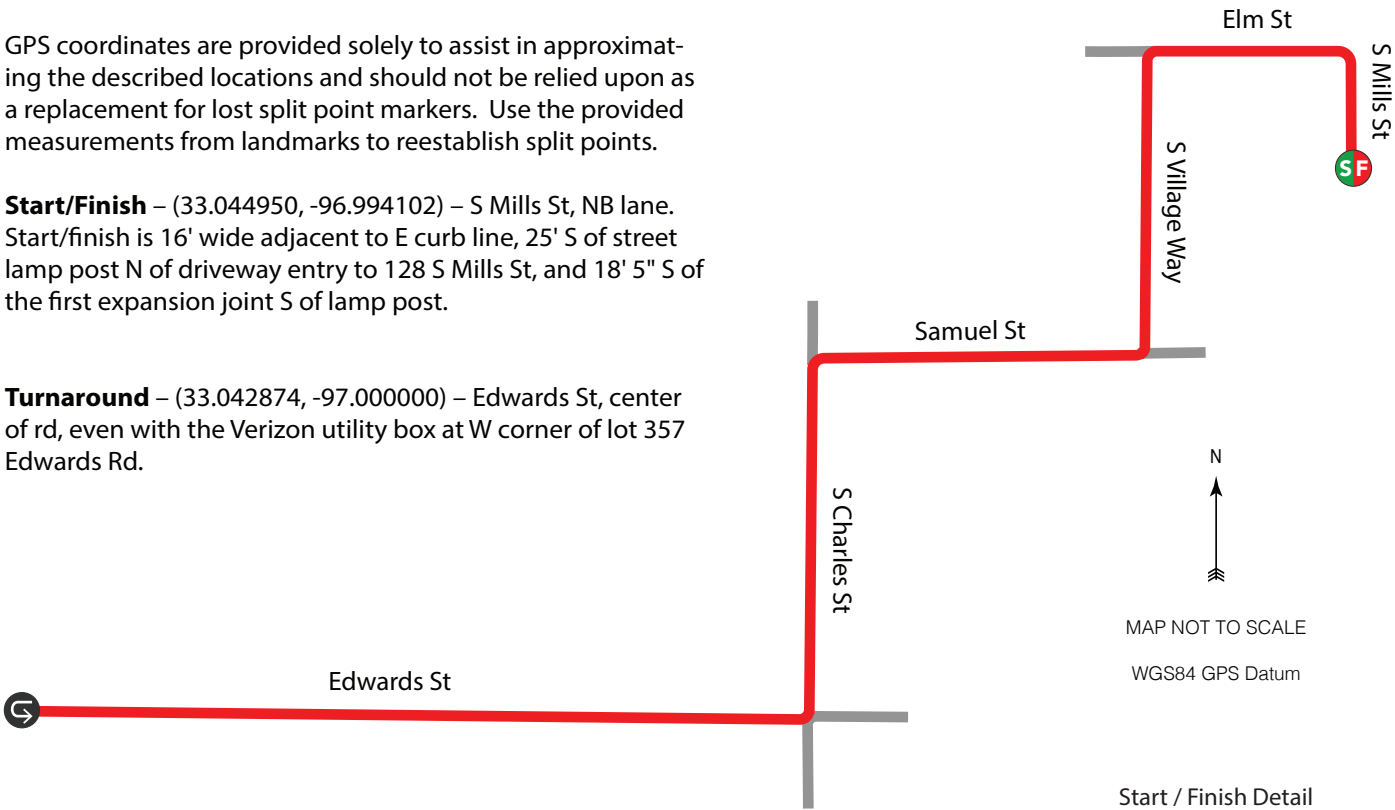 GPS coordinates are provided solely to assist in approximat-
ing the described locations and should not be relied upon as
a replacement for lost split point markers.  Use the provided
measurements from landmarks to reestablish split points.
Start/Finish – (33.044950, -96.994102) – S Mills St, NB lane.
Start/finish is 16' wide adjacent to E curb line, 25' S of street
lamp post N of driveway entry to 128 S Mills St, and 18' 5" S of
the first expansion joint S of lamp post.
Turnaround – (33.042874, -97.000000) – Edwards St, center
of rd, even with the Verizon utility box at W corner of lot 357
Edwards Rd.
Elm St
S Mills St
SF
S Village Way
Samuel St
S Charles St
Edwards St
N
MAP NOT TO SCALE
WGS84 GPS Datum
Start / Finish Detail